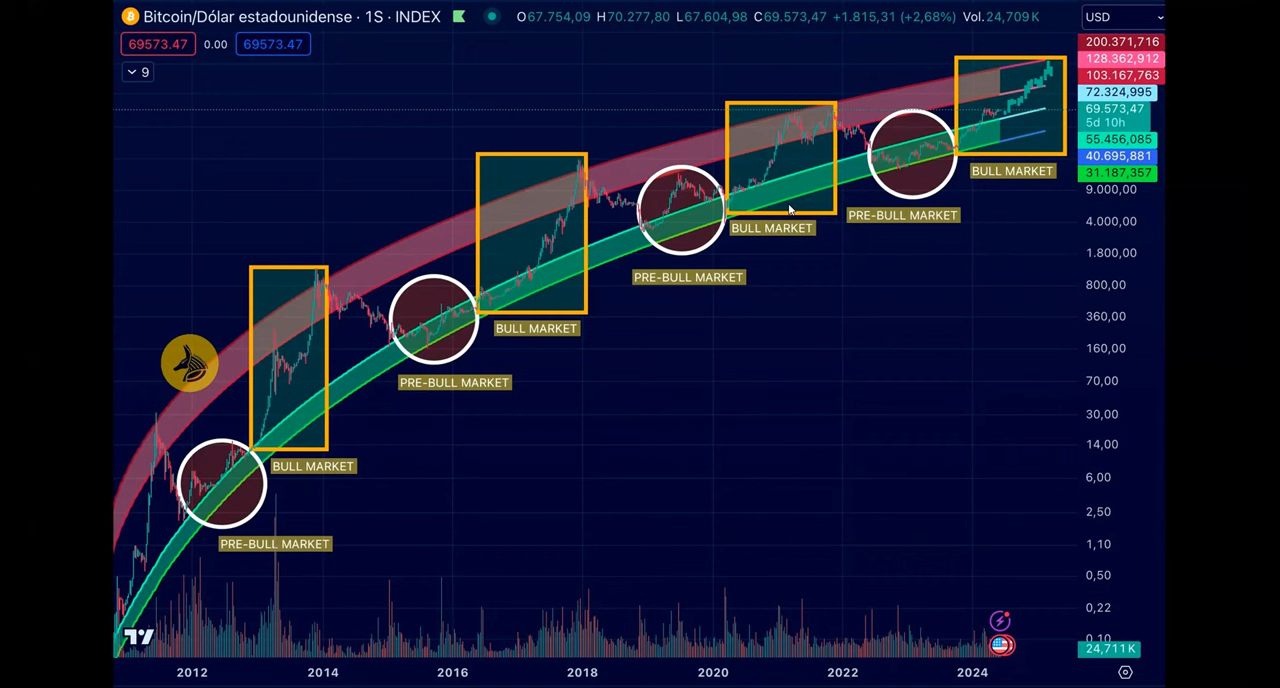 Bitcoin/Dólar estadounidense · 1S · INDEX O67.754,09 H70.277,80 L67.604,98 C69.573,47 +1.815,31 (+2,68%) Vol.24,709K
USD
69573.47 0.00 69573.47
9
200.371,716
128.362,912
103.167,763
72.324,995
69.573,47
5d 10h
55.456,085
40.695,881
31.187,357
9.000,00
4.000,00
1.800,00
800,00
360,00
160,00
70,00
30,00
14,00
6,00
2,50
1,10
0,50
0,22
0,10
24,711K
BULL MARKET
PRE-BULL MARKET
BULL MARKET
PRE-BULL MARKET
BULL MARKET
PRE-BULL MARKET
BULL MARKET
PRE-BULL MARKET
2012 2014 2016 2018 2020 2022 2024